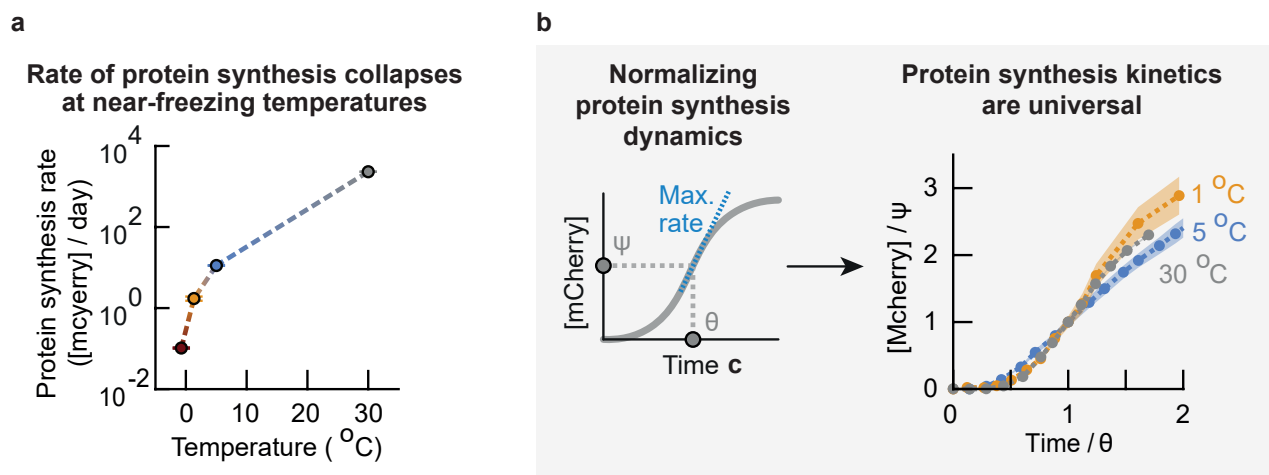 a
Rate of protein synthesis collapses
at near-freezing temperatures
Protein synthesis rate
([mcyerry] / day)
10^4
10^2
0
10
10^-2
0
10
20
30
Temperature ( °C)
b
Normalizing
protein synthesis
dynamics
[mCherry]
Max.
rate
ψ
θ
Time c
Protein synthesis kinetics
are universal
[Mcherry] / ψ
3
2
1
0
0
1
2
1 °C
5 °C
30 °C
Time / θ